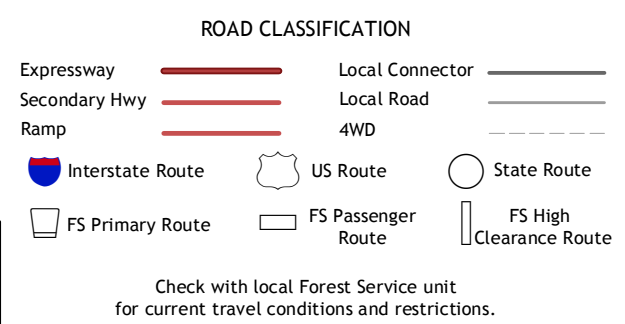 ROAD CLASSIFICATION
Expressway
Local Connector
Secondary Hwy
Local Road
Ramp
4WD
Interstate Route
US Route
State Route
FS Primary Route
FS Passenger
Route
FS High
Clearance Route
Check with local Forest Service unit
for current travel conditions and restrictions.